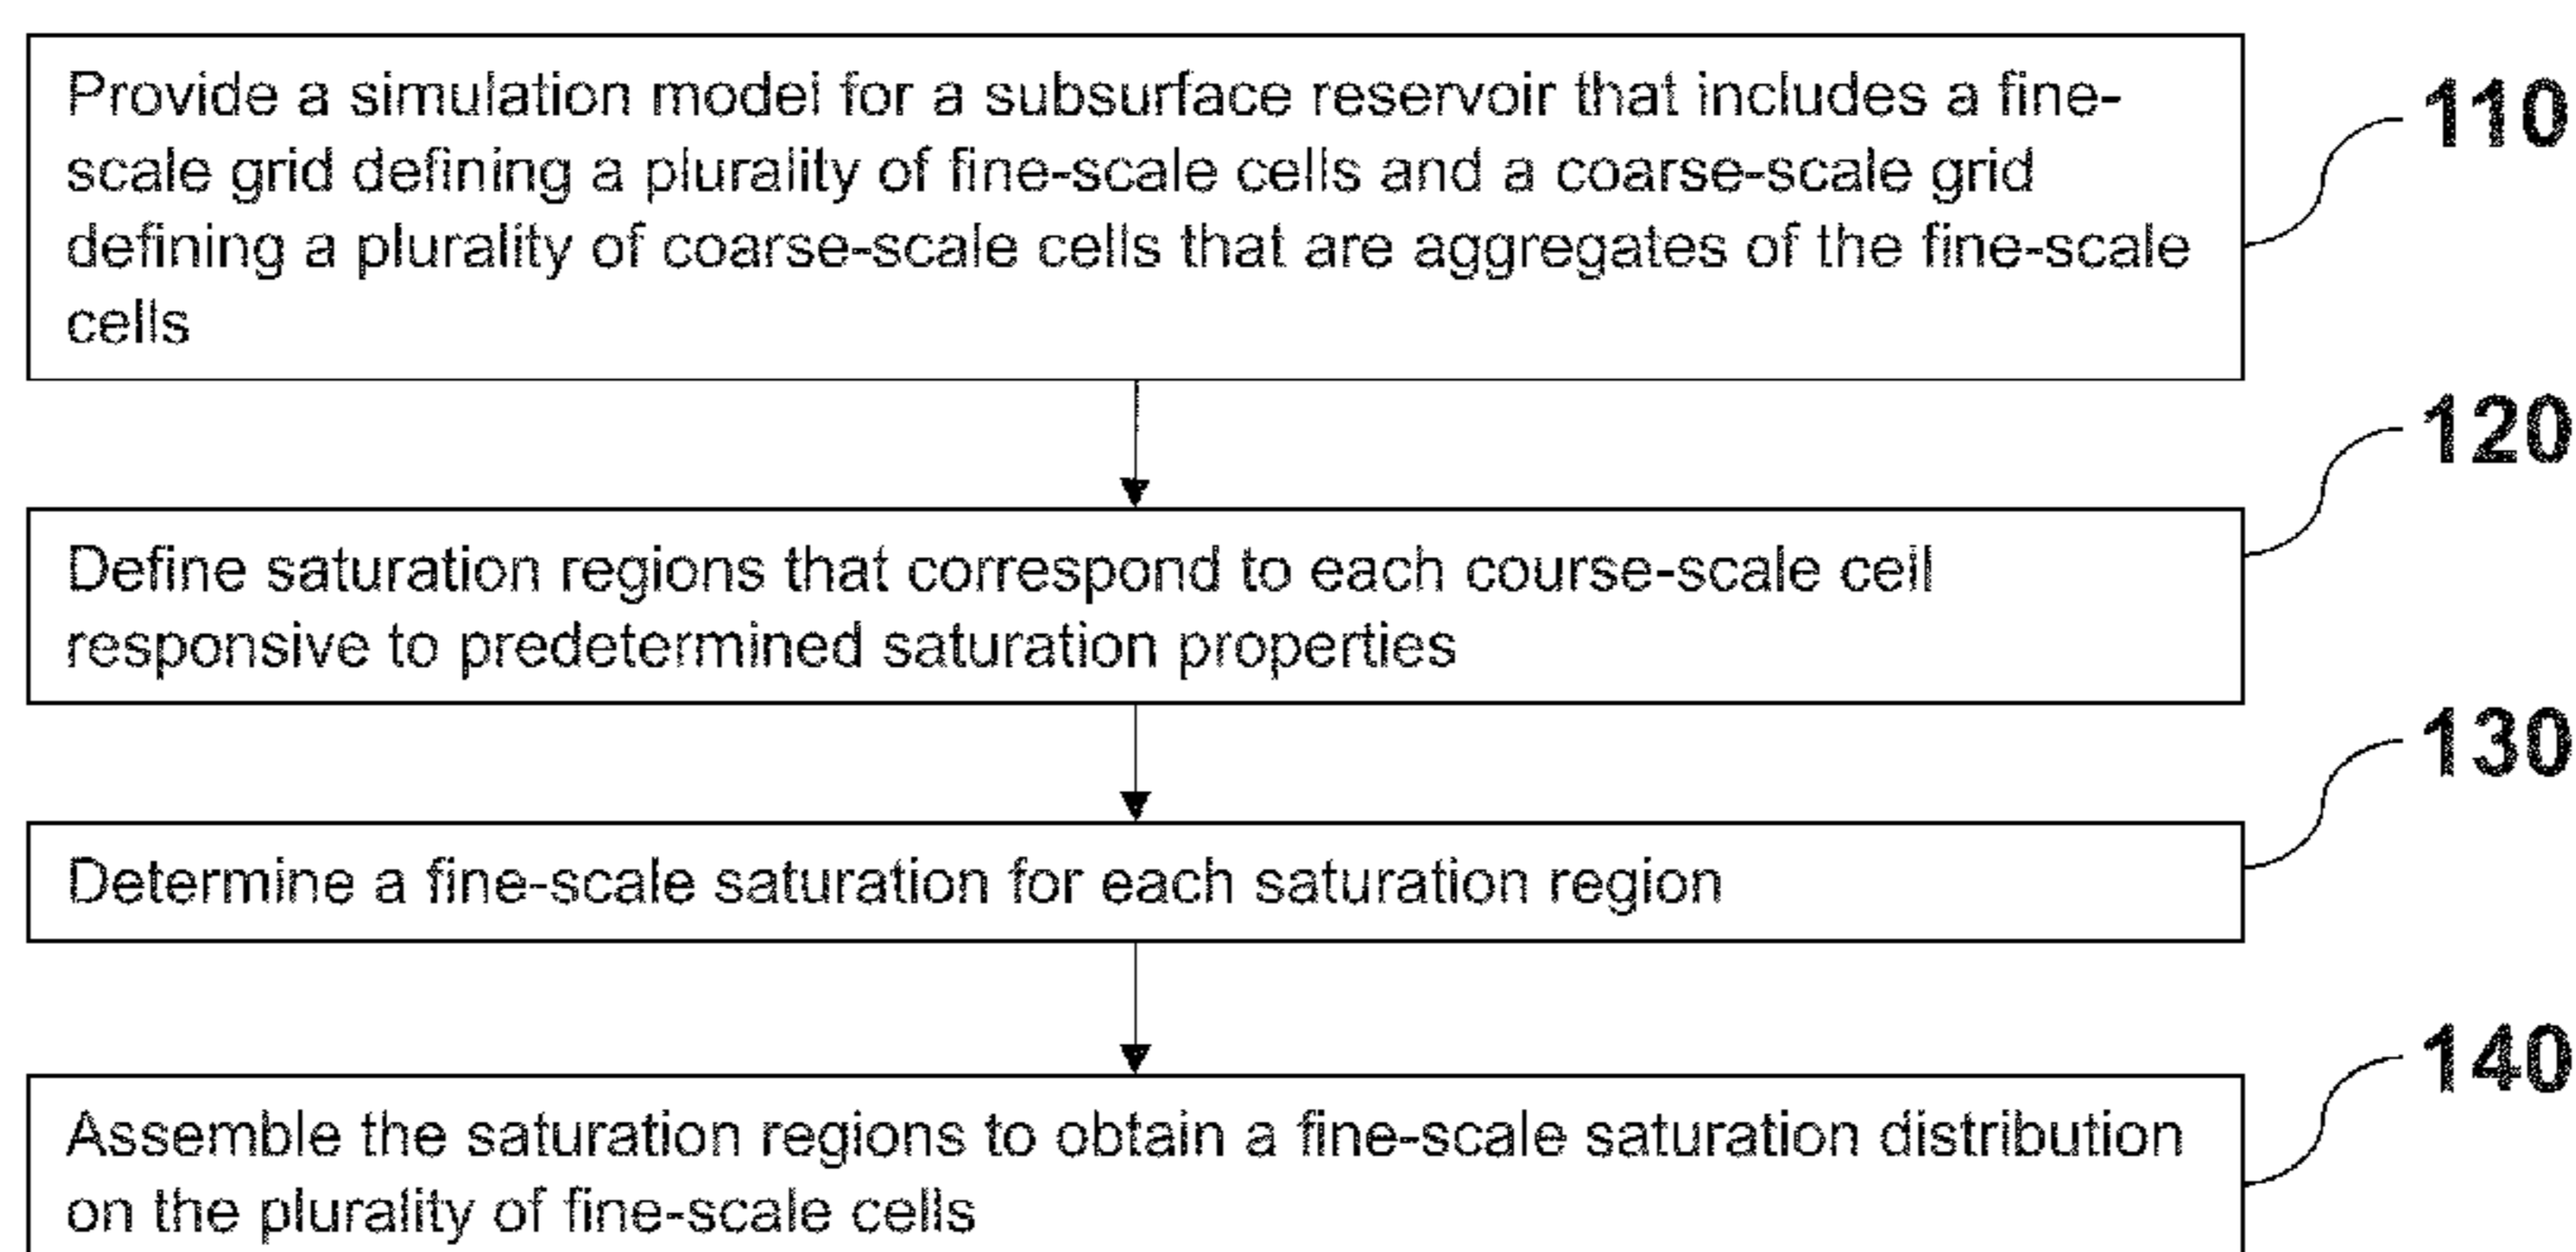 Provide a simulation model for a subsurface reservoir that includes a fine-
scale grid defining a plurality of fine-scale cells and a coarse-scale grid
defining a plurality of coarse-scale cells that are aggregates of the fine-scale
cells
110
Define saturation regions that correspond to each course-scale cell
responsive to predetermined saturation properties
120
Determine a fine-scale saturation for each saturation region
130
Assemble the saturation regions to obtain a fine-scale saturation distribution
on the plurality of fine-scale cells
140